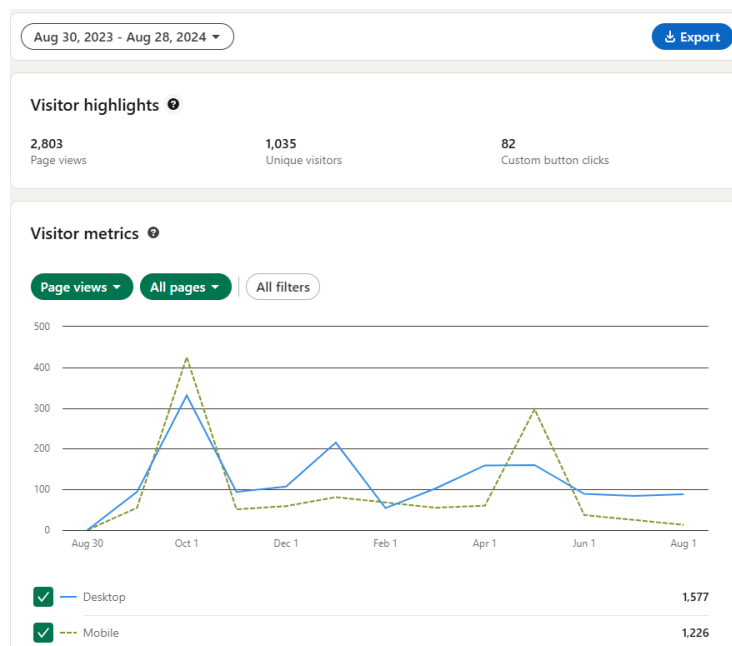 Aug 30, 2023 - Aug 28, 2024
Export
Visitor highlights
2,803
Page views
1,035
Unique visitors
82
Custom button clicks
Visitor metrics
Page views
All pages
All filters
500
400
300
200
100
0
Aug 30 Oct 1 Dec 1 Feb 1 Apr 1 Jun 1 Aug 1
Desktop 1,577
Mobile 1,226